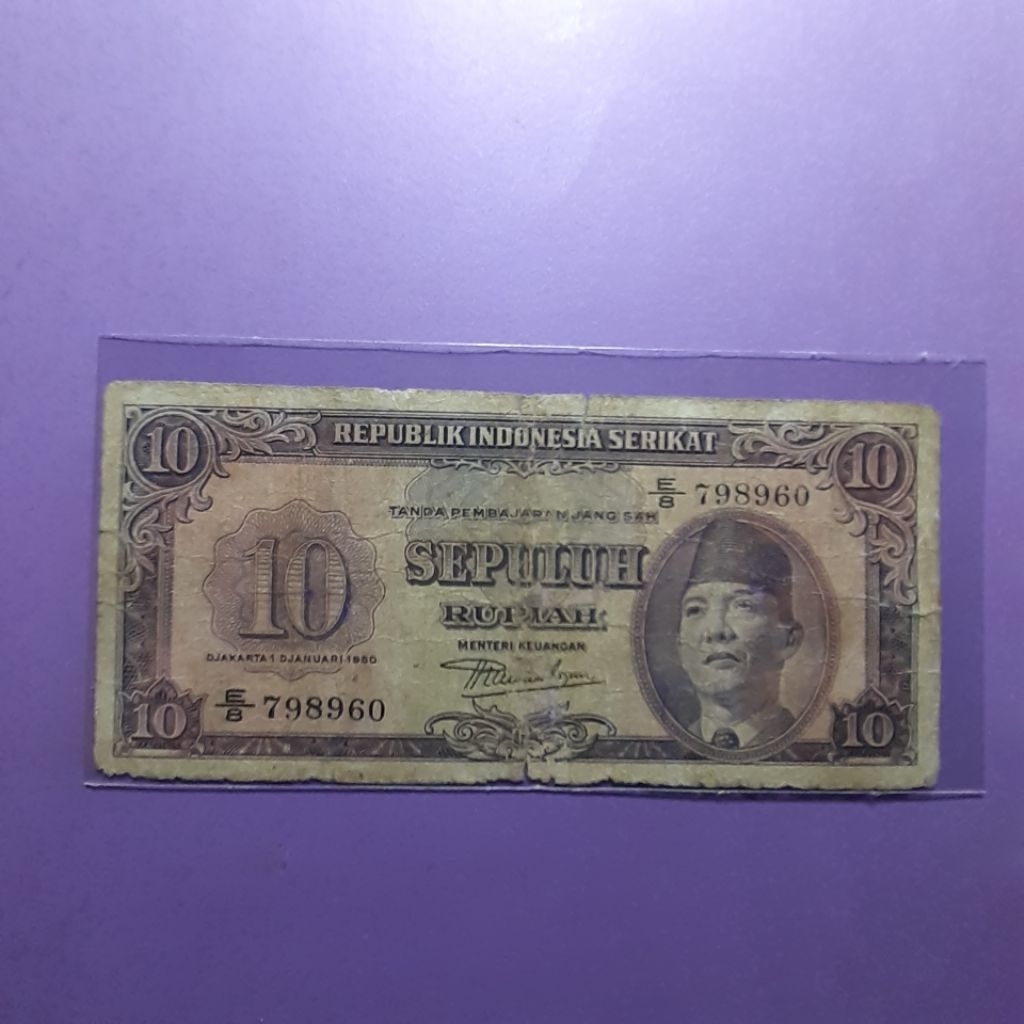 10 REPUBLIK INDONESIA SERIKAT 10
E/8 798960
TANDA PEMBAJARAN JANG SAH
10 SEPULUH
RUPIAH
MENTERI KEUANGAN
DJAKARTA 1 DJANUARI 1950
E/8 798960
10 10